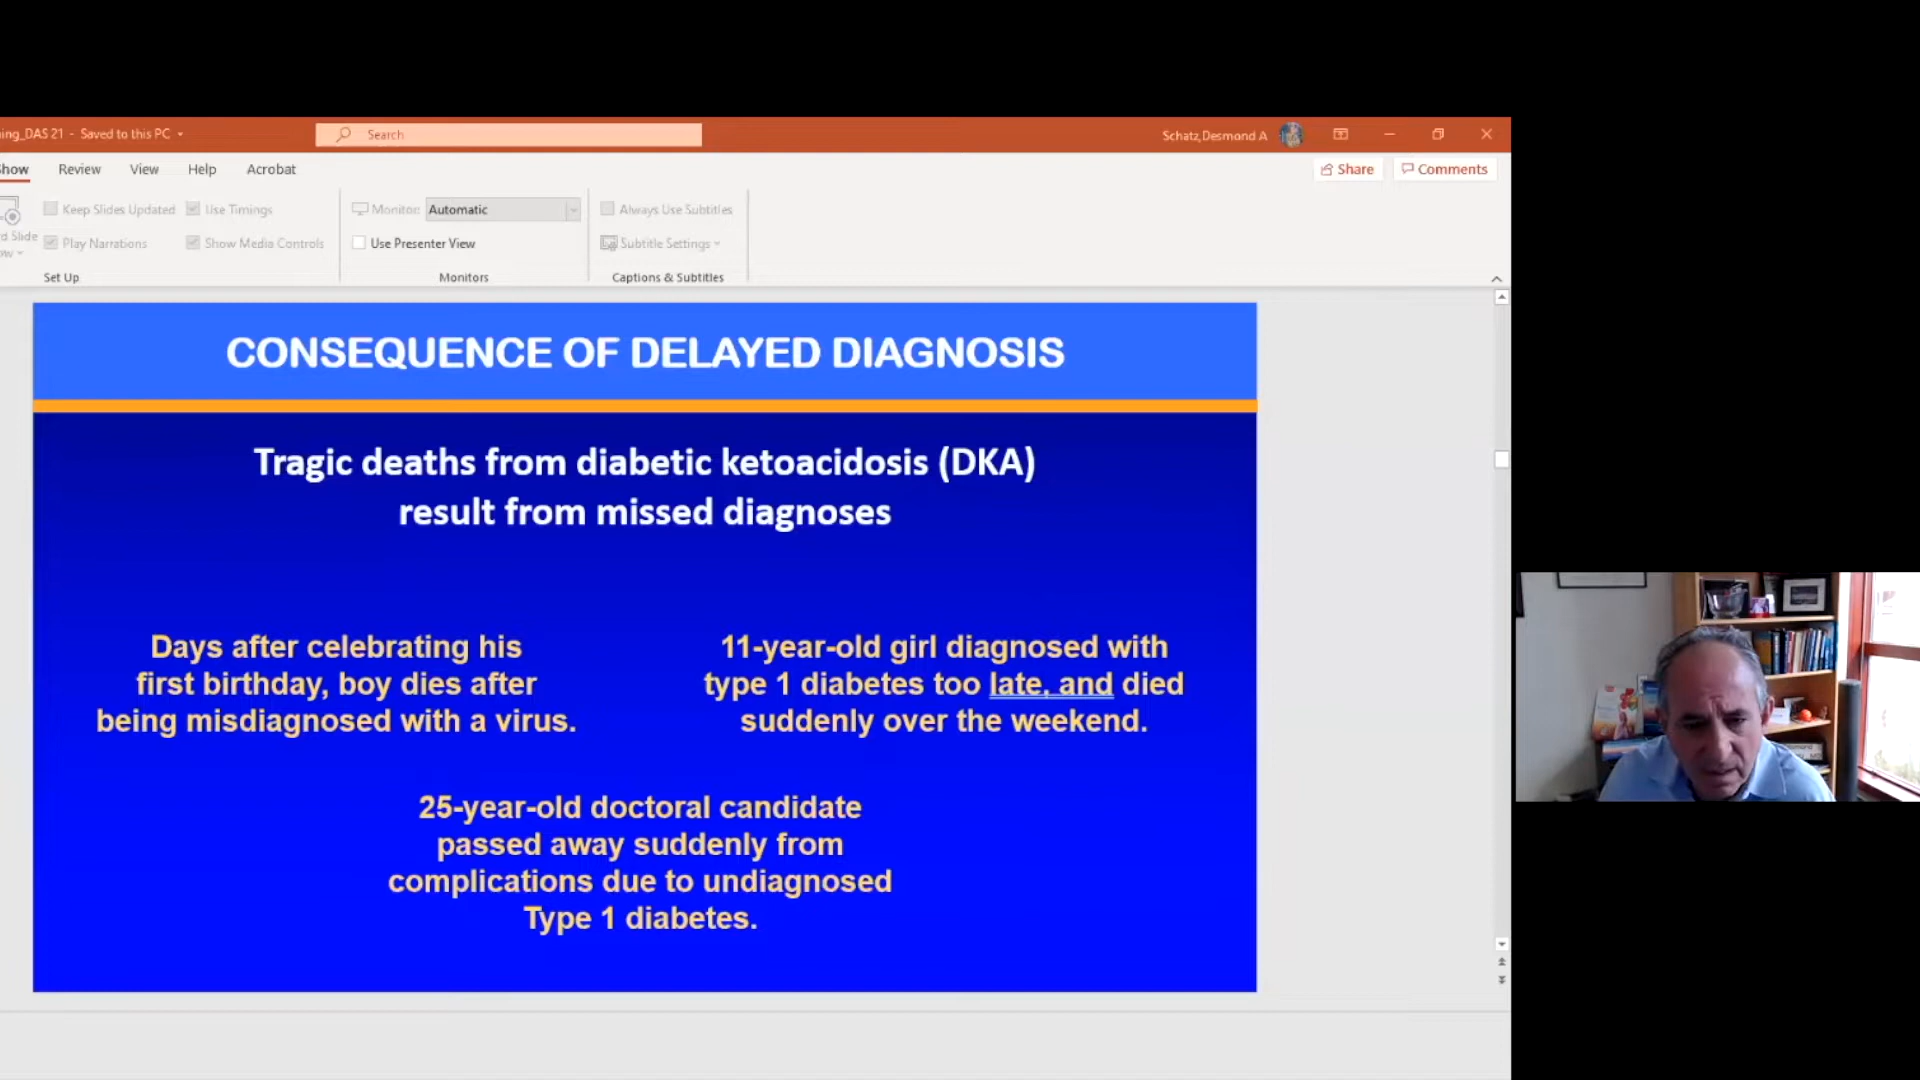 ing_DAS 21 - Saved to this PC
Search
Schatz,Desmond A
Show
Review
View
Help
Acrobat
Share
Comments
Keep Slides Updated
Use Timings
Monitor:
Automatic
Always Use Subtitles
d Slide
Play Narrations
Show Media Controls
Use Presenter View
Subtitle Settings
Set Up
Monitors
Captions & Subtitles
CONSEQUENCE OF DELAYED DIAGNOSIS
Tragic deaths from diabetic ketoacidosis (DKA)
result from missed diagnoses
Days after celebrating his
first birthday, boy dies after
being misdiagnosed with a virus.
11-year-old girl diagnosed with
type 1 diabetes too late, and died
suddenly over the weekend.
25-year-old doctoral candidate
passed away suddenly from
complications due to undiagnosed
Type 1 diabetes.